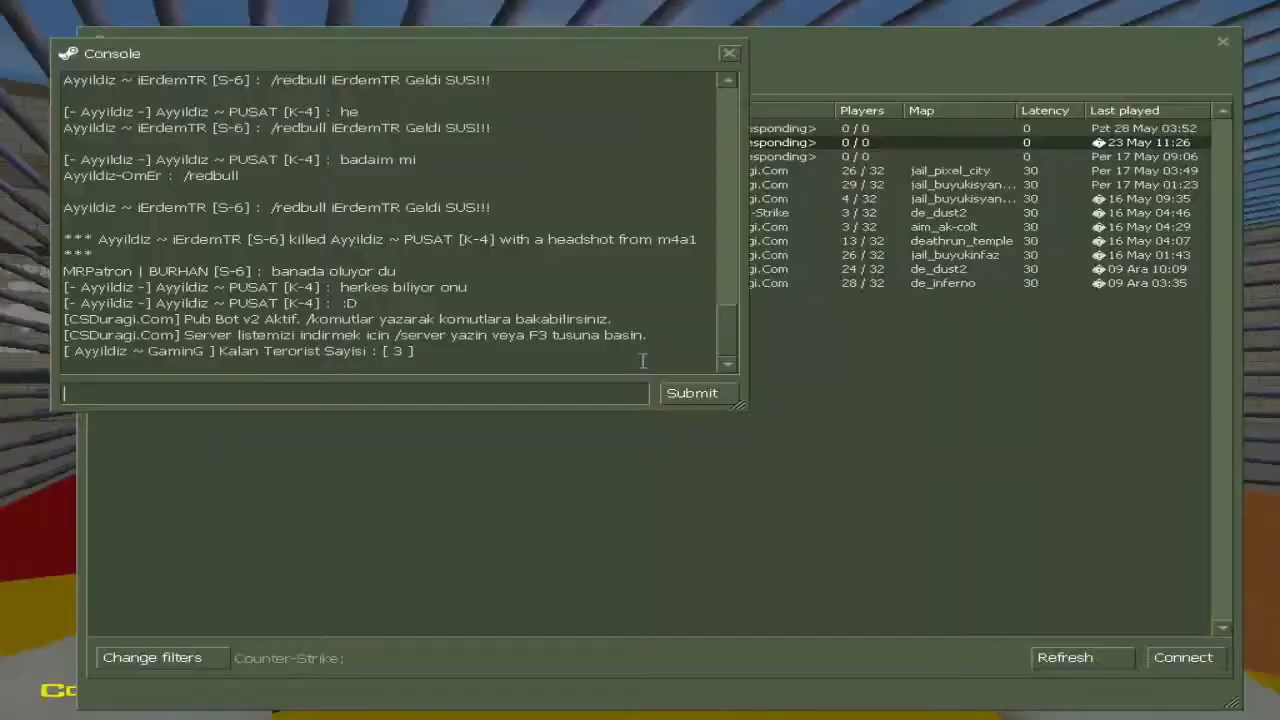 Console
Ayyildiz ~ iErdemTR [S-6] : /redbull iErdemTR Geldi SUS!!!
[- Ayyildiz -] Ayyildiz ~ PUSAT [K-4] : he
Ayyildiz ~ iErdemTR [S-6] : /redbull iErdemTR Geldi SUS!!!
[- Ayyildiz -] Ayyildiz ~ PUSAT [K-4] : badaim mi
Ayyildiz-OmEr : /redbull
Ayyildiz ~ iErdemTR [S-6] : /redbull iErdemTR Geldi SUS!!!
*** Ayyildiz ~ iErdemTR [S-6] killed Ayyildiz ~ PUSAT [K-4] with a headshot from m4a1
***
MRPatron | BURHAN [S-6] : banada oluyor du
[- Ayyildiz -] Ayyildiz ~ PUSAT [K-4] : herkes biliyor onu
[- Ayyildiz -] Ayyildiz ~ PUSAT [K-4] : :D
[CSDuragi.Com] Pub Bot v2 Aktif. /komutlar yazarak komutlara bakabilirsiniz.
[CSDuragi.Com] Server listemizi indirmek icin /server yazin veya F3 tusuna basin.
[ Ayyildiz ~ GaminG ] Kalan Terorist Sayisi : [ 3 ]
Submit
Players Map Latency Last played
esponding> 0 / 0 0 Pzt 28 May 03:52
esponding> 0 / 0 0 �23 May 11:26
esponding> 0 / 0 0 Per 17 May 09:06
gi.Com 26 / 32 jail_pixel_city 30 Per 17 May 03:49
gi.Com 29 / 32 jail_buyukisyan... 30 Per 17 May 01:23
gi.Com 4 / 32 jail_buyukisyan... 30 �16 May 09:35
-Strike 3 / 32 de_dust2 30 �16 May 04:46
gi.Com 3 / 32 aim_ak-colt 30 �16 May 04:29
gi.Com 13 / 32 deathrun_temple 30 �16 May 04:07
gi.Com 26 / 32 jail_buyukinfaz 30 �16 May 01:43
gi.Com 24 / 32 de_dust2 30 �09 Ara 10:09
gi.Com 28 / 32 de_inferno 30 �09 Ara 03:35
Change filters Counter-Strike; Refresh Connect